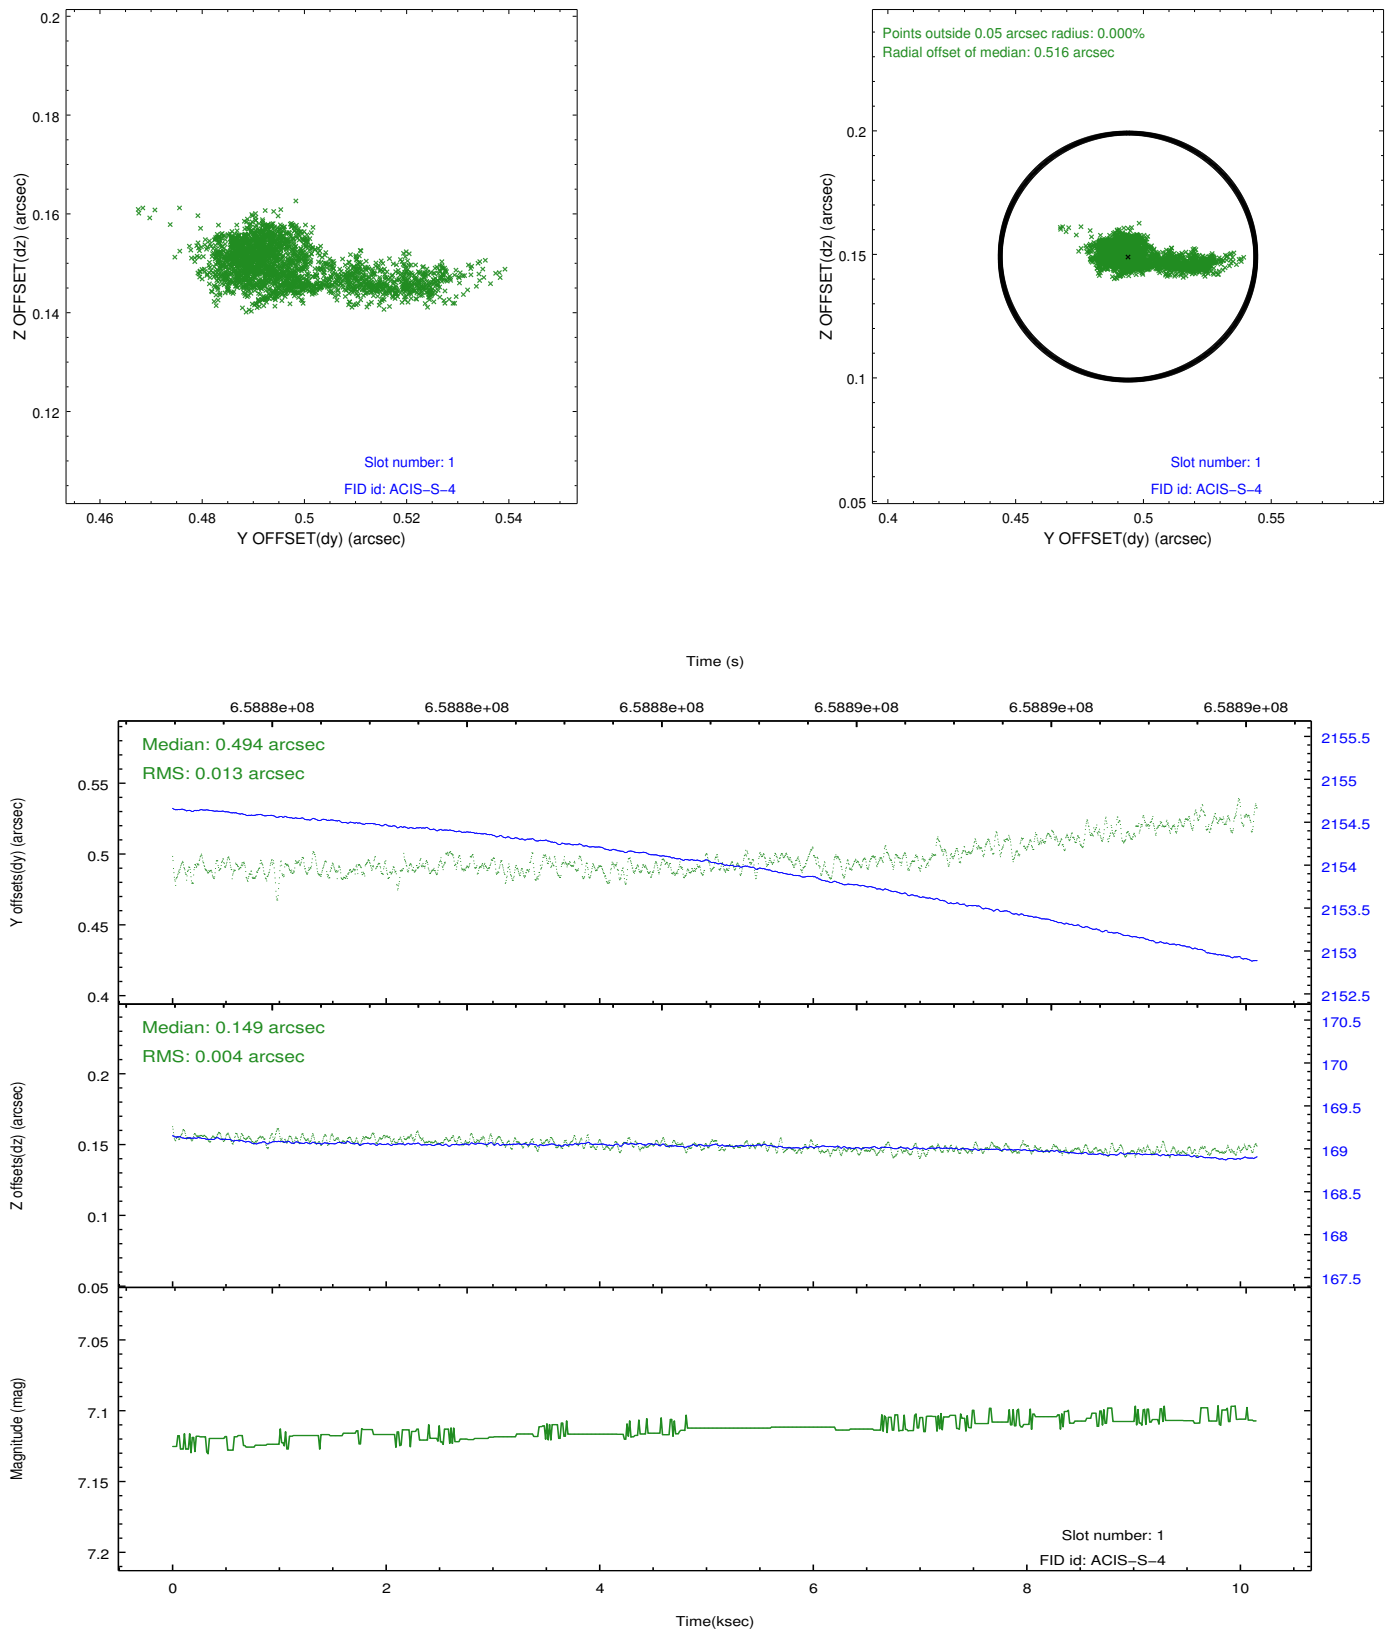 0.2
0.18
0.16
0.14
0.12
Z OFFSET(dz) (arcsec)
Slot number: 1
FID id: ACIS−S−4
0.46 0.48 0.5 0.52 0.54
Y OFFSET(dy) (arcsec)
Points outside 0.05 arcsec radius: 0.000%
Radial offset of median: 0.516 arcsec
0.2
0.15
0.1
0.05
Z OFFSET(dz) (arcsec)
Slot number: 1
FID id: ACIS−S−4
0.4 0.45 0.5 0.55
Y OFFSET(dy) (arcsec)
Time (s)
6.5888e+08 6.5888e+08 6.5888e+08 6.5889e+08 6.5889e+08 6.5889e+08
Median: 0.494 arcsec
RMS: 0.013 arcsec
0.55
0.5
0.45
0.4
Y offsets(dy) (arcsec)
2155.5
2155
2154.5
2154
2153.5
2153
2152.5
Median: 0.149 arcsec
RMS: 0.004 arcsec
0.2
0.15
0.1
0.05
Z offsets(dz) (arcsec)
170.5
170
169.5
169
168.5
168
167.5
7.05
7.1
7.15
7.2
Magnitude (mag)
Slot number: 1
FID id: ACIS−S−4
0 2 4 6 8 10
Time(ksec)